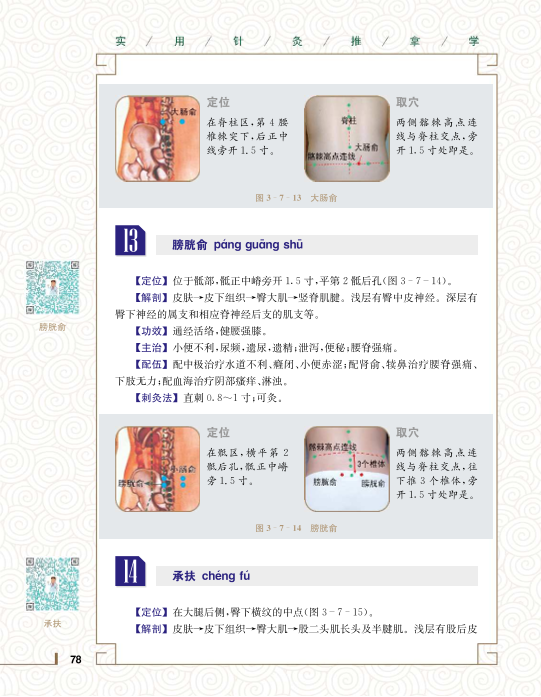 实 / 用 / 针 / 灸 / 推 / 拿 / 学
大肠俞
定位
在脊柱区，第 4 腰
椎棘突下，后正中
线旁开 1.5 寸。
脊柱
大肠俞
髂棘高点连线
取穴
两侧髂棘高点连
线与脊柱交点，旁
开 1.5 寸处即是。
图 3-7-13 大肠俞
13 膀胱俞 páng guāng shū
【定位】位于骶部，骶正中嵴旁开 1.5 寸，平第 2 骶后孔(图 3-7-14)。
【解剖】皮肤→皮下组织→臀大肌→竖脊肌腱。浅层有臀中皮神经。深层有
臀下神经的属支和相应脊神经后支的肌支等。
【功效】通经活络，健腰强膝。
【主治】小便不利，尿频，遗尿，遗精；泄泻，便秘；腰脊强痛。
【配伍】配中极治疗水道不利、癃闭、小便赤涩；配肾俞、犊鼻治疗腰脊强痛、
下肢无力；配血海治疗阴部瘙痒、淋浊。
【刺灸法】直刺 0.8～1 寸；可灸。
膀胱俞
小肠俞
膀胱俞
定位
在骶区，横平第 2
骶后孔，骶正中嵴
旁 1.5 寸。
髂棘高点连线
3个椎体
膀胱俞
膀胱俞
取穴
两侧髂棘高点连
线与脊柱交点，往
下推 3 个椎体，旁
开 1.5 寸处即是。
图 3-7-14 膀胱俞
14 承扶 chéng fú
承扶
【定位】在大腿后侧，臀下横纹的中点(图 3-7-15)。
【解剖】皮肤→皮下组织→臀大肌→股二头肌长头及半腱肌。浅层有股后皮
78